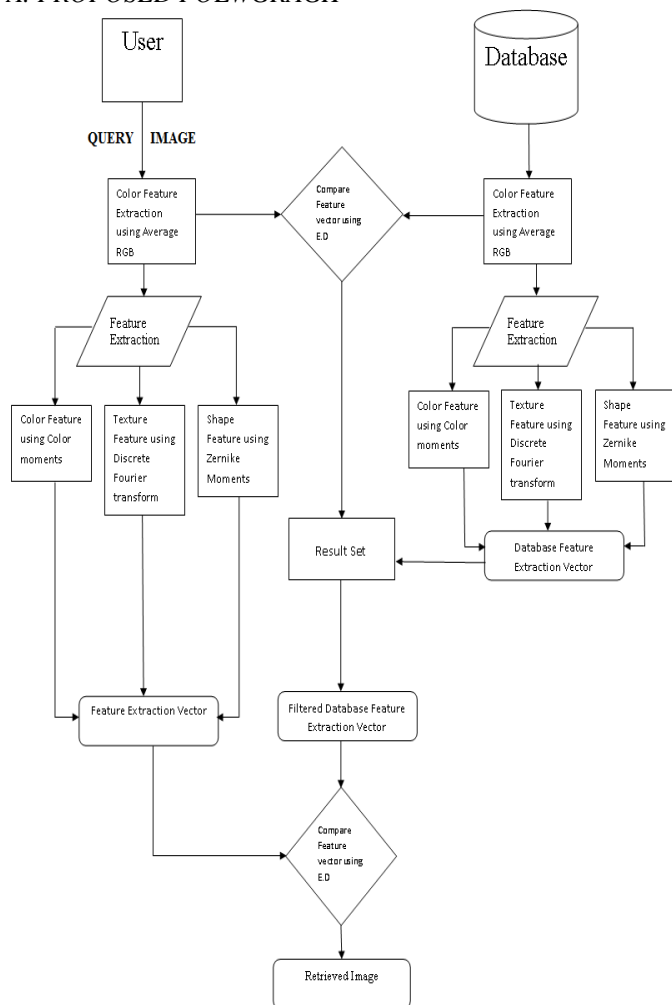 User
Database
QUERY IMAGE
Color Feature
Extraction
using Average
RGB
Compare
Feature
vector using
E.D
Color Feature
Extraction
using Average
RGB
Feature
Extraction
Feature
Extraction
Color Feature
using Color
moments
Texture
Feature using
Discrete
Fourier
transform
Shape
Feature using
Zernike
Moments
Color Feature
using Color
moments
Texture
Feature using
Discrete
Fourier
transform
Shape
Feature using
Zernike
Moments
Result Set
Database Feature
Extraction Vector
Feature Extraction Vector
Filtered Database Feature
Extraction Vector
Compare
Feature
vector using
E.D
Retrieved Image